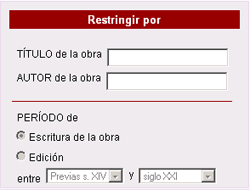 Restringir por
TÍTULO de la obra
AUTOR de la obra
PERÍODO de
Escritura de la obra
Edición
entre Previas s. XIV y siglo XXI